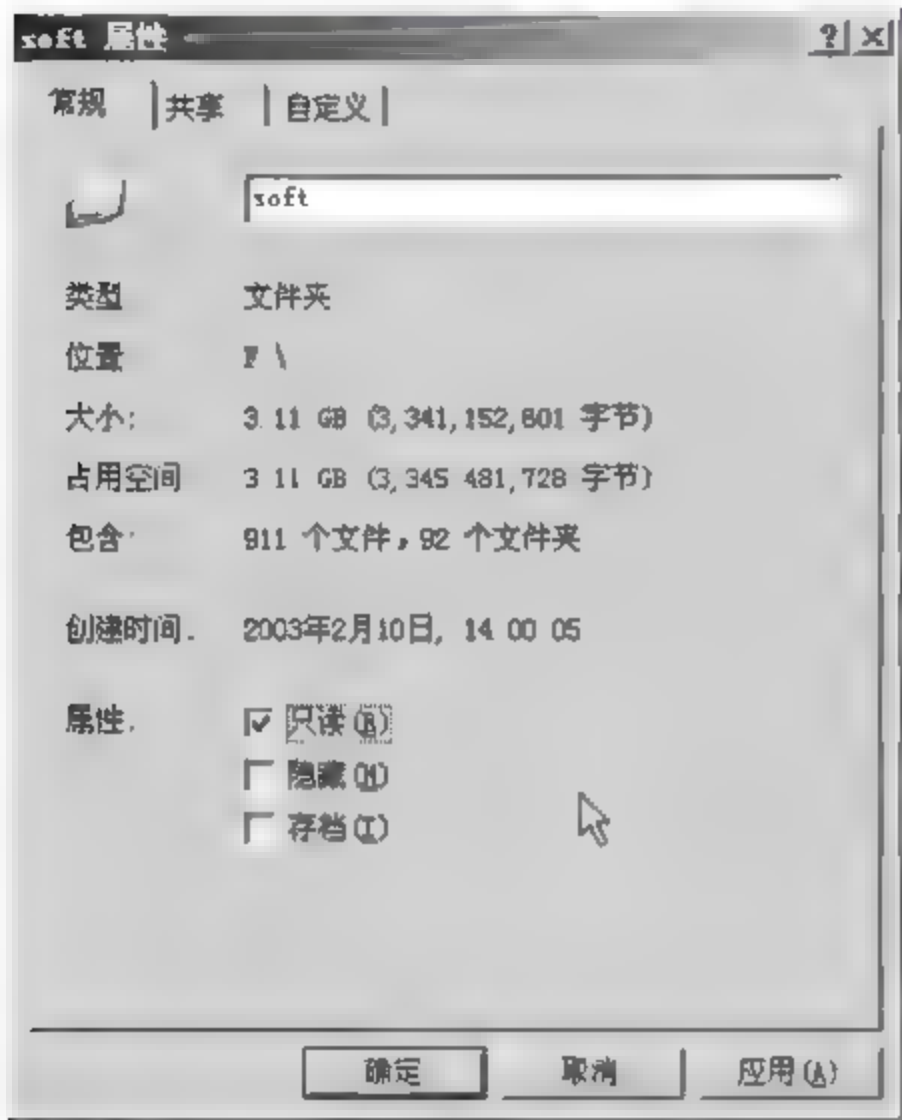 soft 属性
常规 共享 自定义
soft
类型 文件夹
位置 F \
大小: 3.11 GB (3,341,152,601 字节)
占用空间 3 11 GB (3,345 481,728 字节)
包含: 911 个文件，92 个文件夹
创建时间. 2003年2月10日, 14 00 05
属性. 只读(R)
隐藏(H)
存档(I)
确定 取消 应用(A)